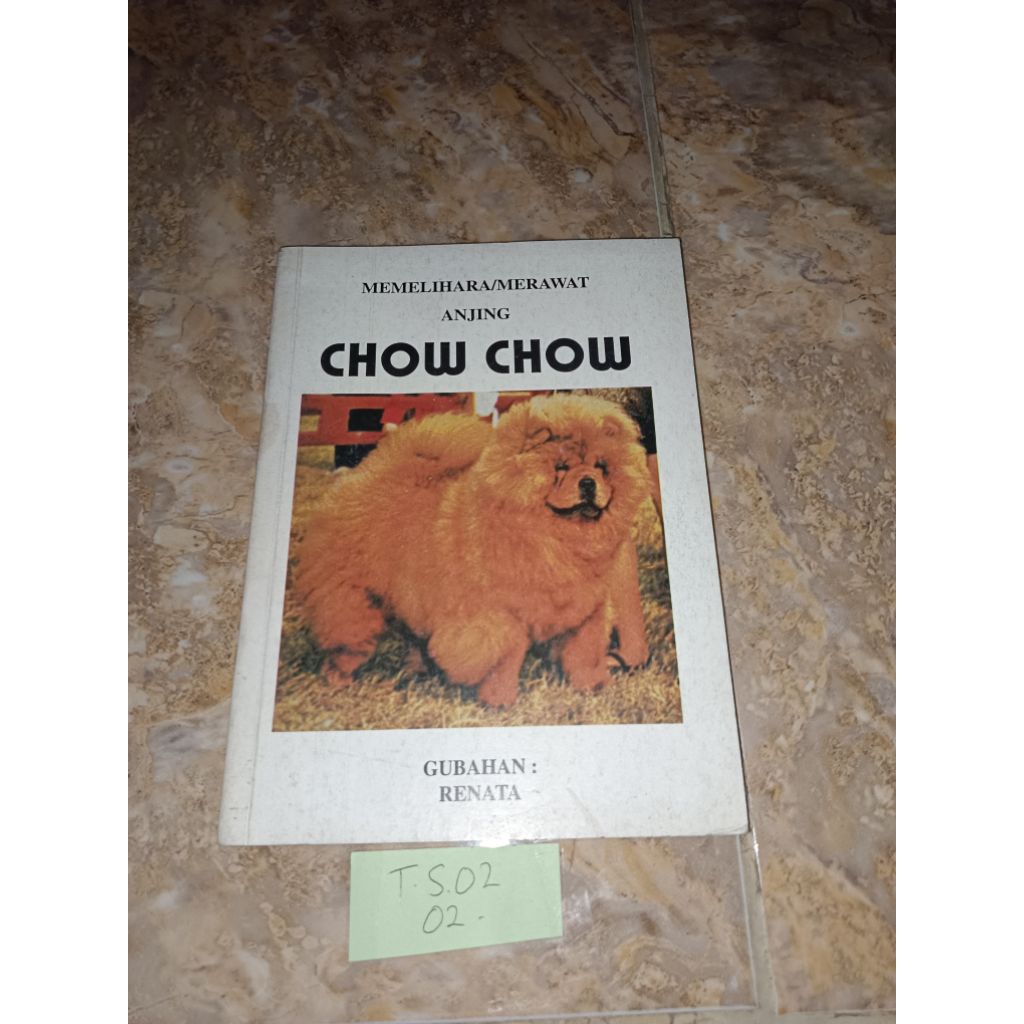 MEMELIHARA/MERAWAT
ANJING
CHOW CHOW
GUBAHAN :
RENATA
T.S.02
02-